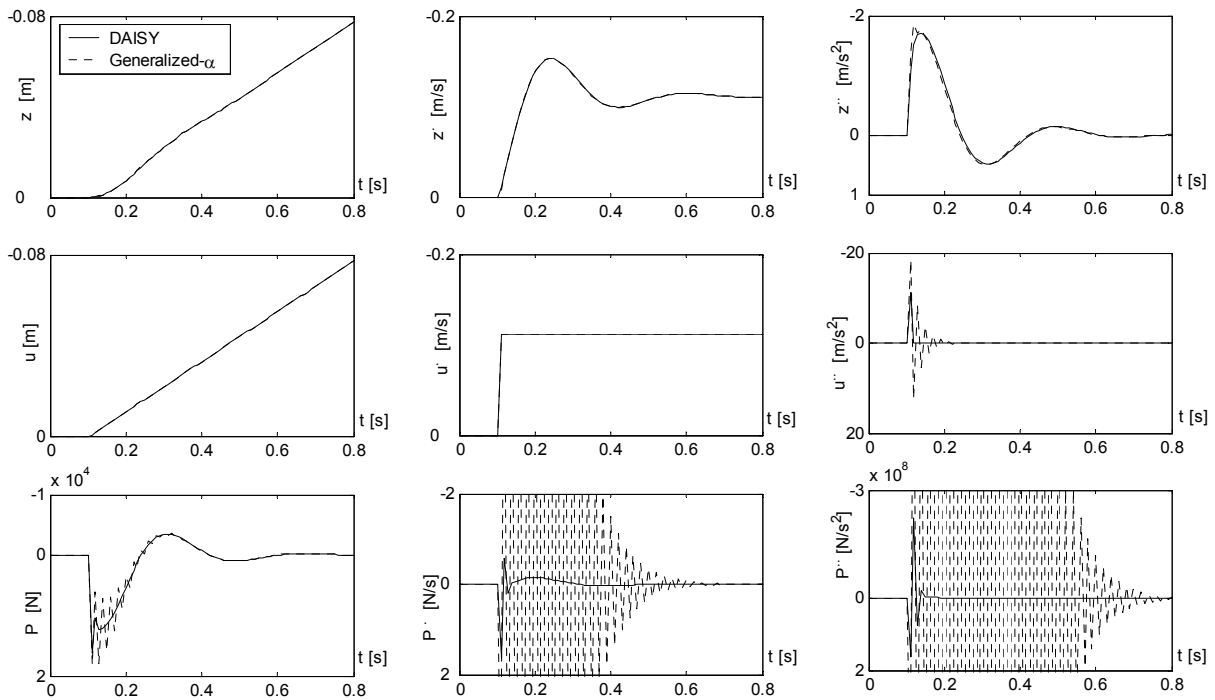 -0.08
DAISY
Generalized-α
z [m]
0
t [s]
0 0.2 0.4 0.6 0.8
-0.2
z˙ [m/s]
0
t [s]
0 0.2 0.4 0.6 0.8
-2
z¨ [m/s²]
0
1
t [s]
0 0.2 0.4 0.6 0.8
-0.08
u [m]
0
t [s]
0 0.2 0.4 0.6 0.8
-0.2
u˙ [m/s]
0
t [s]
0 0.2 0.4 0.6 0.8
-20
u¨ [m/s²]
0
20
t [s]
0 0.2 0.4 0.6 0.8
x 10⁴
-1
P [N]
0
2
t [s]
0 0.2 0.4 0.6 0.8
-2
P˙ [N/s]
0
2
t [s]
0 0.2 0.4 0.6 0.8
x 10⁸
-3
P¨ [N/s²]
0
2
t [s]
0 0.2 0.4 0.6 0.8